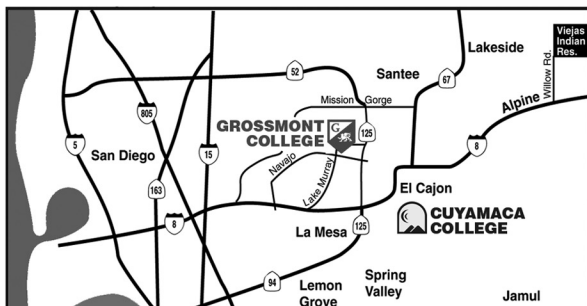 Viejas
Indian
Res.
Lakeside
Willow Rd.
52
Santee
67
Alpine
Mission Gorge
805
GROSSMONT
COLLEGE
G
125
5
San Diego
15
8
Navajo
Lake Murray
163
El Cajon
8
CUYAMACA
COLLEGE
La Mesa
125
94
Lemon
Grove
Spring
Valley
Jamul